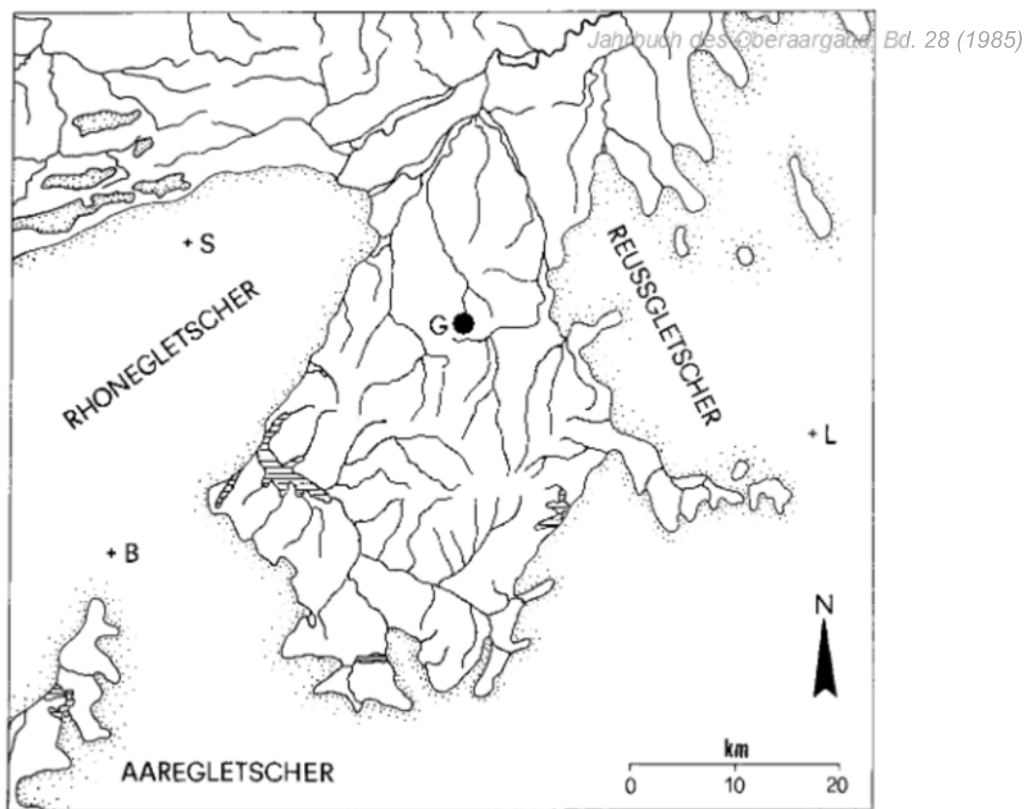 Jahrbuch des Oberaargaus, Bd. 28 (1985)
+ S
REUSSGLETSCHER
RHONEGLETSCHER
G
+ L
+ B
N
km
0 10 20
AAREGLETSCHER